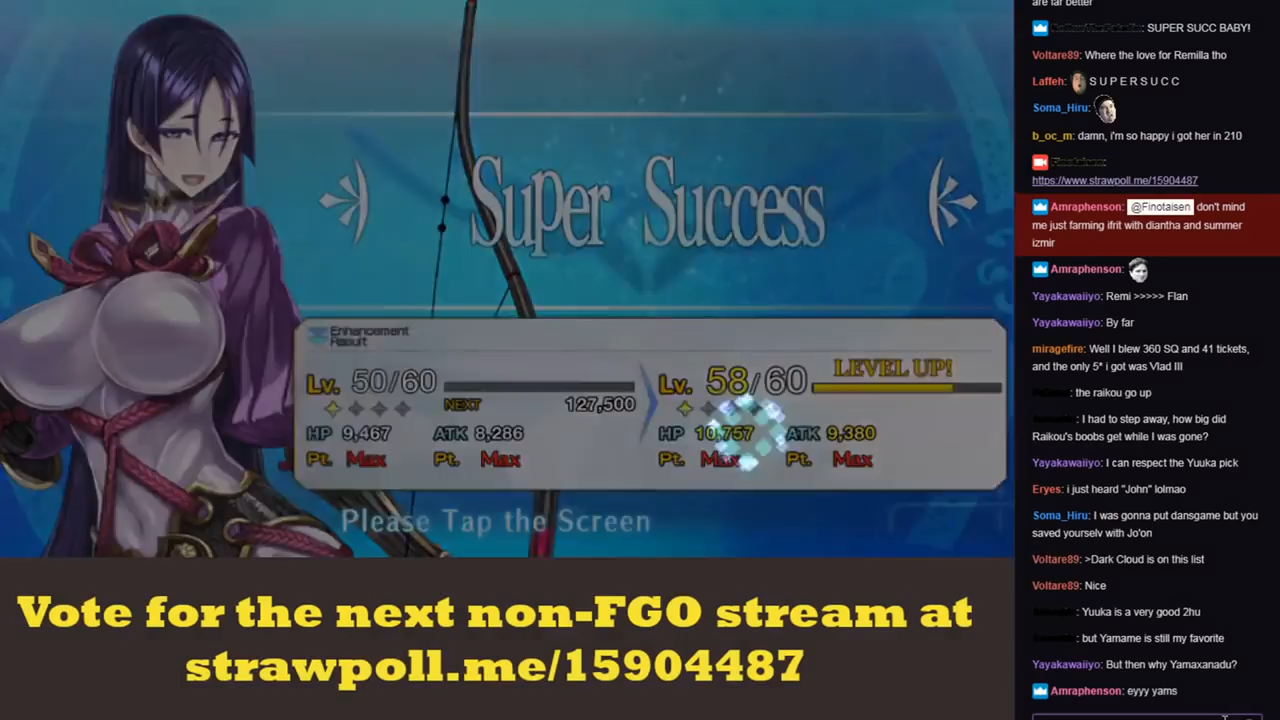 Super Success
Enhancement
Result
Lv. 50/60
NEXT 127,500
HP 9,467 ATK 8,286
Pt. Max Pt. Max
LEVEL UP!
Lv. 58/60
HP 10,757 ATK 9,380
Pt. Max Pt. Max
Please Tap the Screen
Vote for the next non-FGO stream at
strawpoll.me/15904487
are far better
: SUPER SUCC BABY!
Voltare89: Where the love for Remilla tho
Laffeh: S U P E R S U C C
Soma_Hiru:
b_oc_m: damn, i'm so happy i got her in 210
https://www.strawpoll.me/15904487
Amraphenson: @Finotaisen don't mind
me just farming ifrit with diantha and summer
izmir
Amraphenson:
Yayakawaiiyo: Remi >>>>> Flan
Yayakawaiiyo: By far
miragefire: Well I blew 360 SQ and 41 tickets,
and the only 5* i got was Vlad III
: the raikou go up
: I had to step away, how big did
Raikou's boobs get while I was gone?
Yayakawaiiyo: I can respect the Yuuka pick
Eryes: i just heard "John" lolmao
Soma_Hiru: I was gonna put dansgame but you
saved yourselv with Jo'on
Voltare89: >Dark Cloud is on this list
Voltare89: Nice
: Yuuka is a very good 2hu
: but Yamame is still my favorite
Yayakawaiiyo: But then why Yamaxanadu?
Amraphenson: eyyy yams